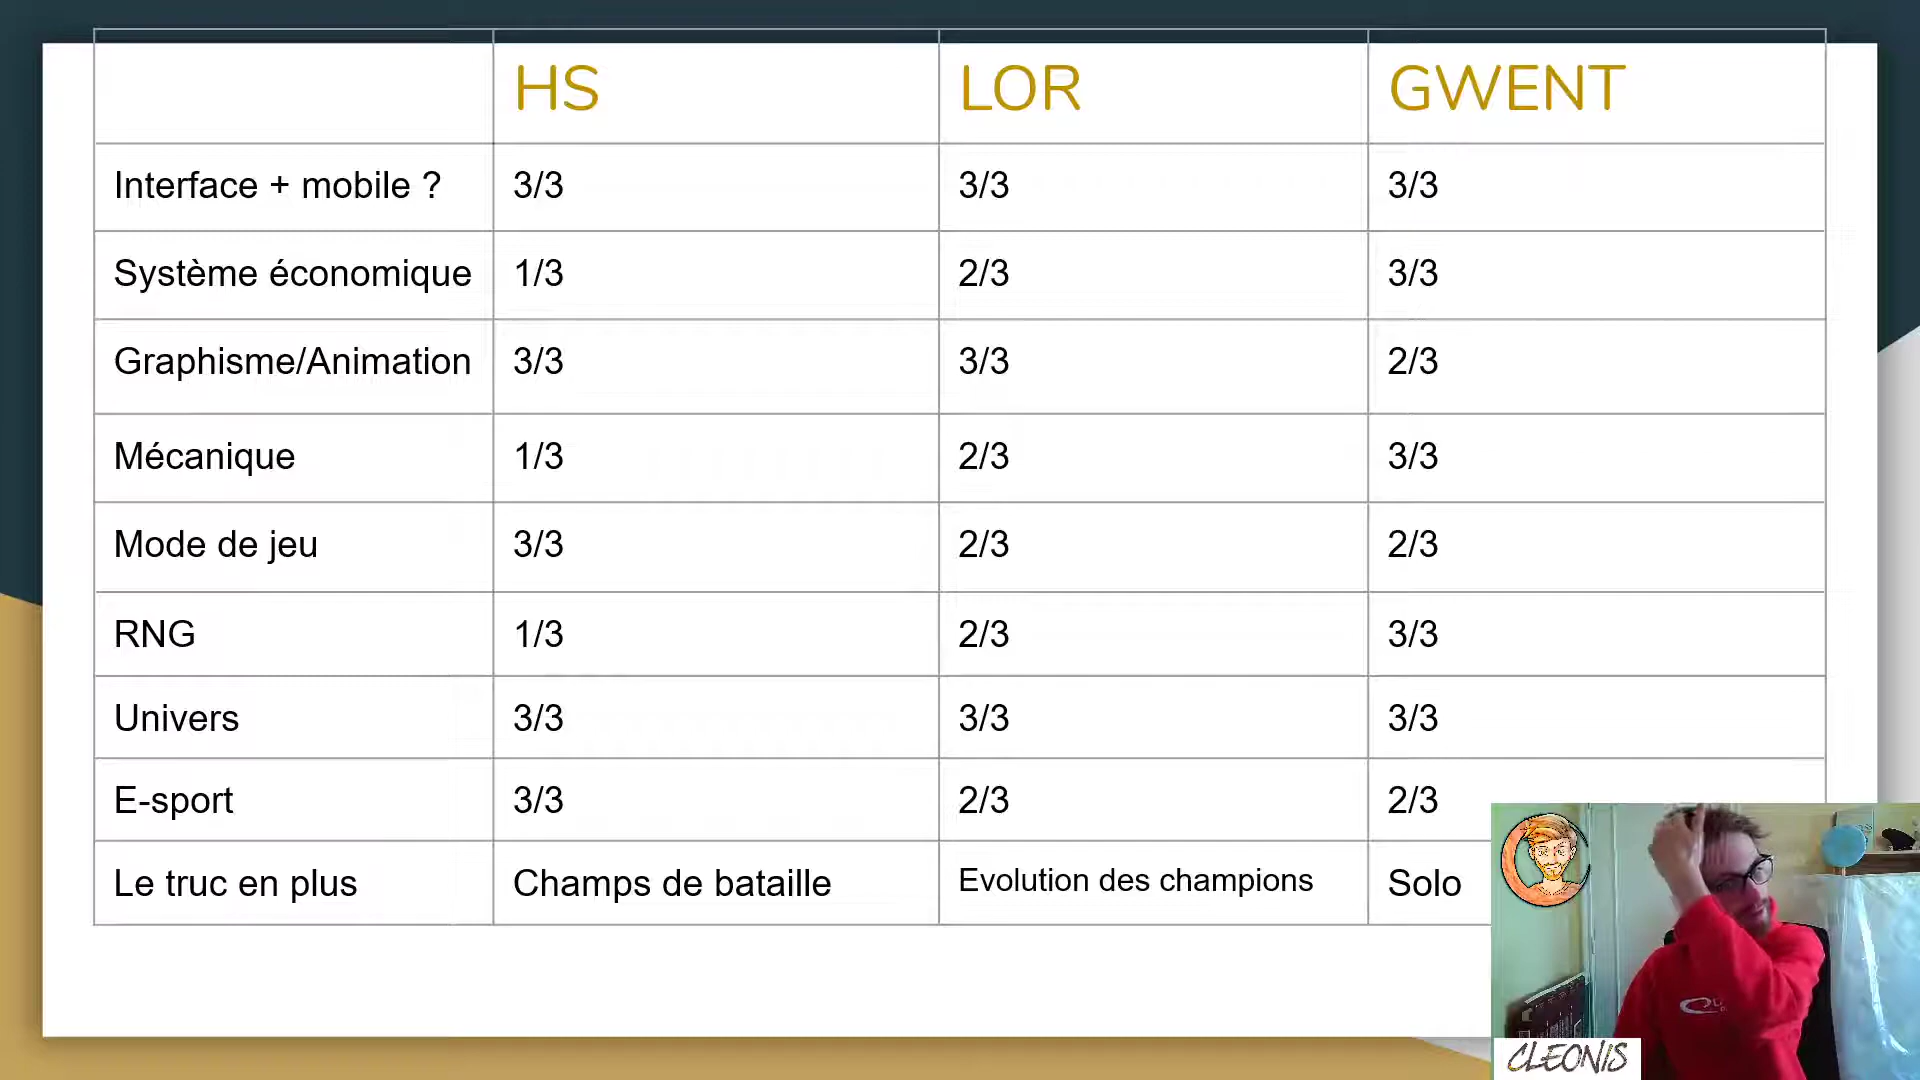 HS LOR GWENT
Interface + mobile ? 3/3 3/3 3/3
Système économique 1/3 2/3 3/3
Graphisme/Animation 3/3 3/3 2/3
Mécanique 1/3 2/3 3/3
Mode de jeu 3/3 2/3 2/3
RNG 1/3 2/3 3/3
Univers 3/3 3/3 3/3
E-sport 3/3 2/3 2/3
Le truc en plus Champs de bataille Evolution des champions Solo
CLEONIS